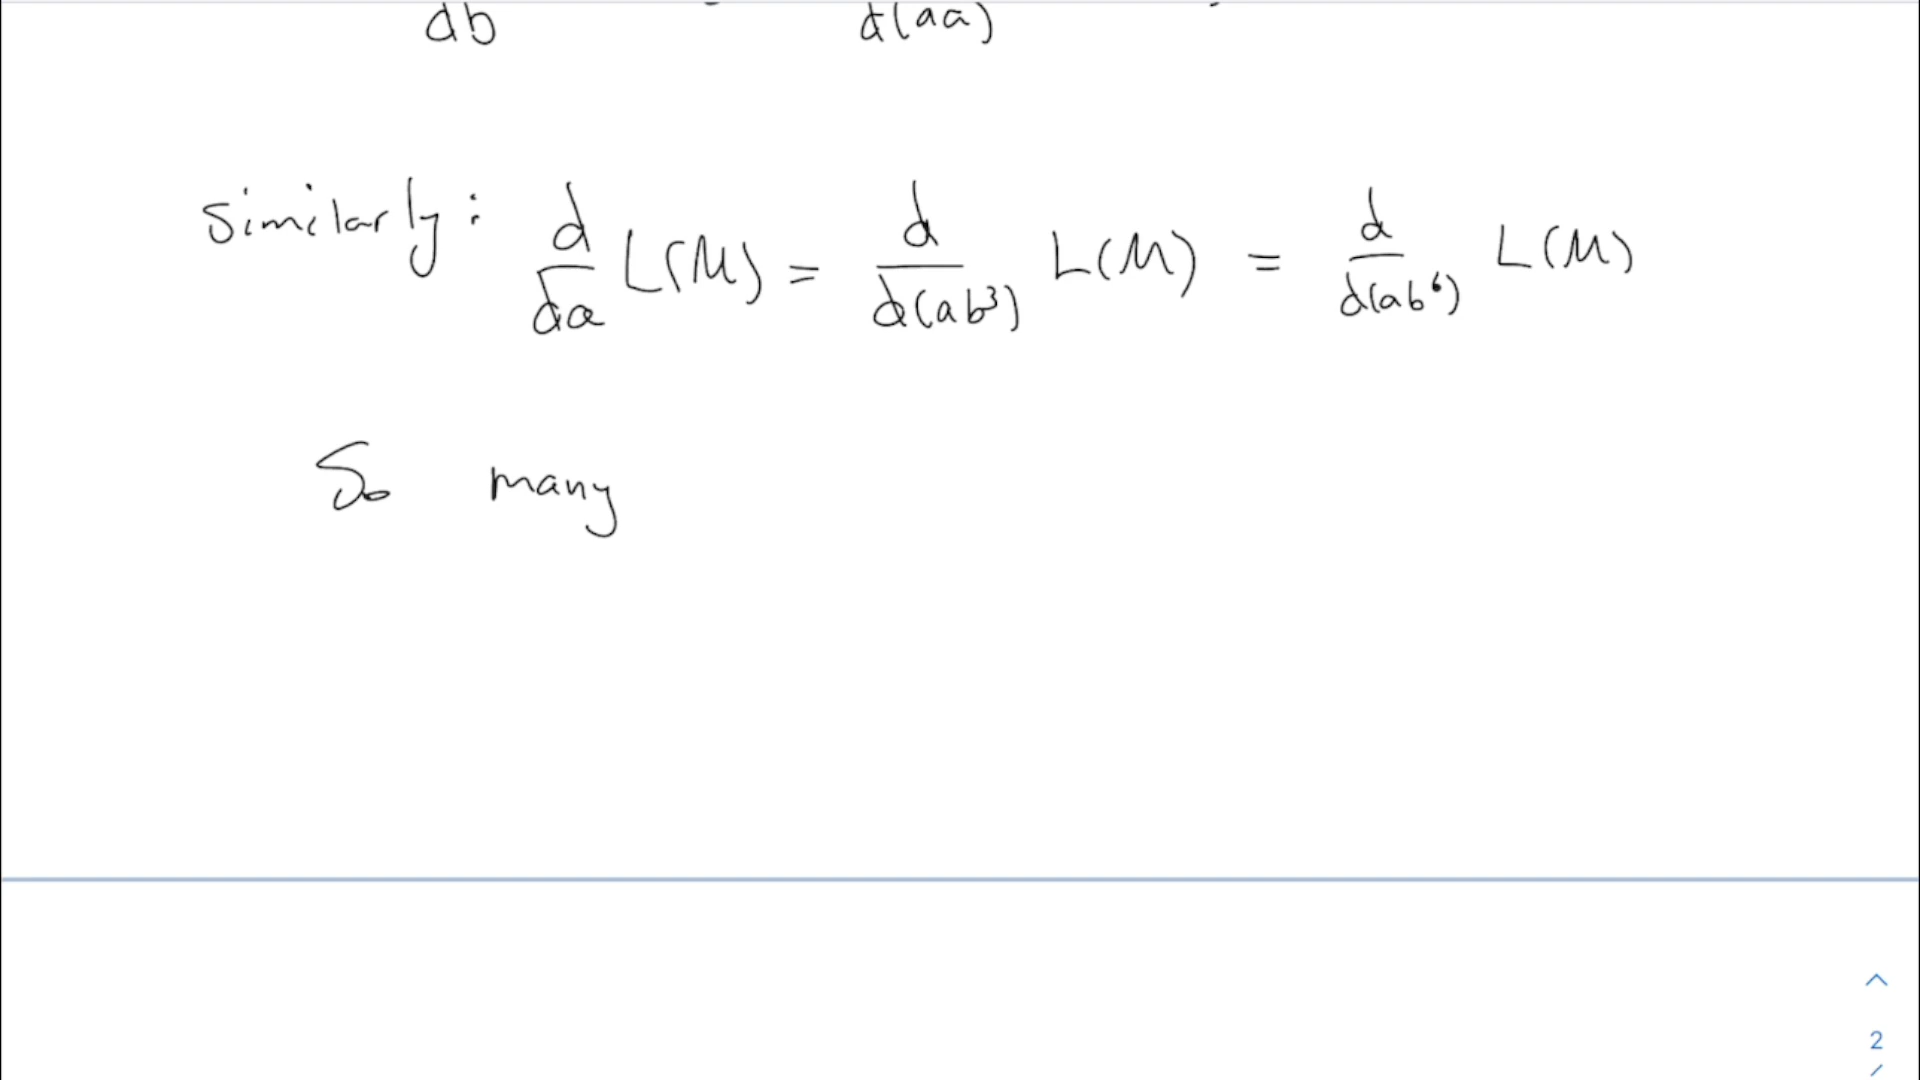 db d(aa)
Similarly: d/da L(M) = d/d(ab³) L(M) = d/d(ab⁶) L(M)
So many
2